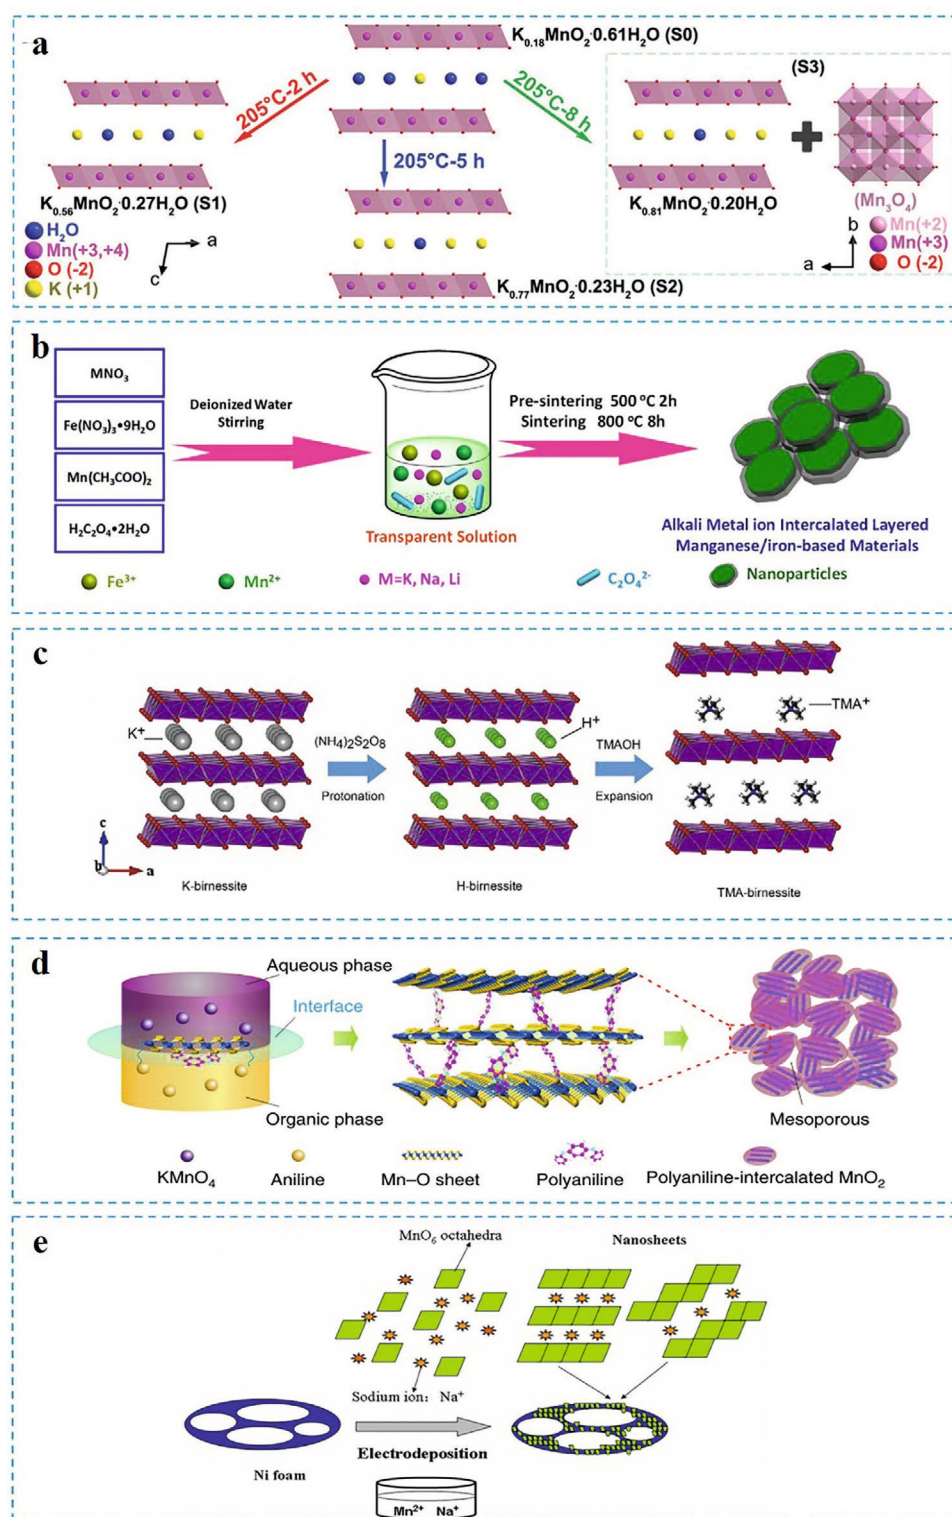 a
K0.18MnO2·0.61H2O (S0)
205°C-2 h
205°C-8 h
205°C-5 h
(S3)
K0.56MnO2·0.27H2O (S1)
K0.81MnO2·0.20H2O
(Mn3O4)
H2O
Mn(+3,+4)
O (-2)
K (+1)
a
c
K0.77MnO2·0.23H2O (S2)
b
a
Mn(+2)
Mn(+3)
O (-2)
b
MNO3
Fe(NO3)3•9H2O
Mn(CH3COO)2
H2C2O4•2H2O
Deionized Water
Stirring
Transparent Solution
Pre-sintering 500 °C 2h
Sintering 800 °C 8h
Alkali Metal ion Intercalated Layered
Manganese/iron-based Materials
Fe3+
Mn2+
M=K, Na, Li
C2O42-
Nanoparticles
c
K+
(NH4)2S2O8
Protonation
H+
TMAOH
Expansion
TMA+
c
b
a
K-birnessite
H-birnessite
TMA-birnessite
d
Aqueous phase
Interface
Organic phase
Mesoporous
KMnO4
Aniline
Mn–O sheet
Polyaniline
Polyaniline-intercalated MnO2
e
MnO6 octahedra
Nanosheets
Sodium ion: Na+
Electrodeposition
Ni foam
Mn2+ Na+